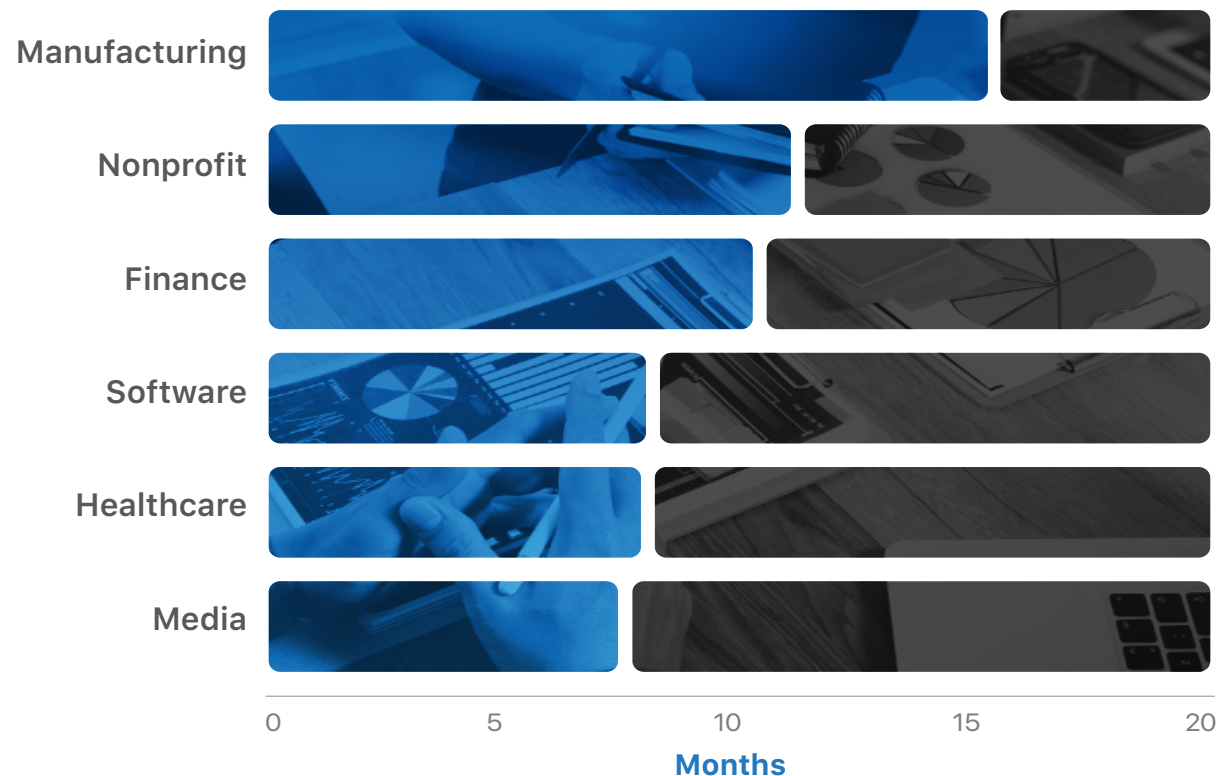 Manufacturing
Nonprofit
Finance
Software
Healthcare
Media
0 5 10 15 20
Months